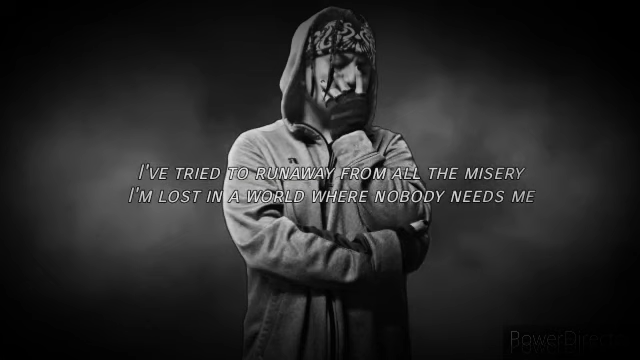 I'VE TRIED TO RUNAWAY FROM ALL THE MISERY
I'M LOST IN A WORLD WHERE NOBODY NEEDS ME
PowerDirector